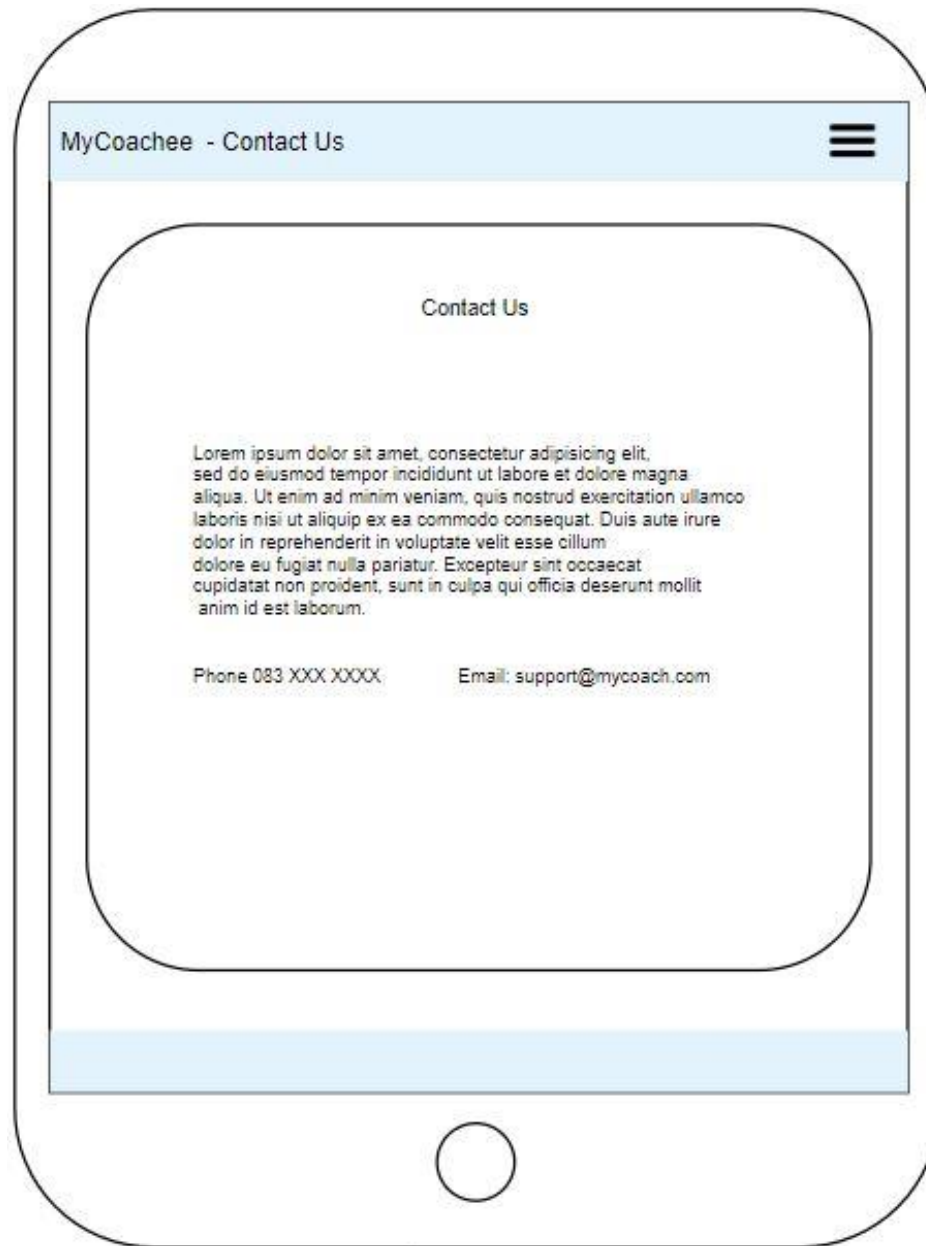 MyCoachee - Contact Us
Contact Us
Lorem ipsum dolor sit amet, consectetur adipisicing elit,
sed do eiusmod tempor incididunt ut labore et dolore magna
aliqua. Ut enim ad minim veniam, quis nostrud exercitation ullamco
laboris nisi ut aliquip ex ea commodo consequat. Duis aute irure
dolor in reprehenderit in voluptate velit esse cillum
dolore eu fugiat nulla pariatur. Excepteur sint occaecat
cupidatat non proident, sunt in culpa qui officia deserunt mollit
anim id est laborum.
Phone 083 XXX XXXX Email: support@mycoach.com